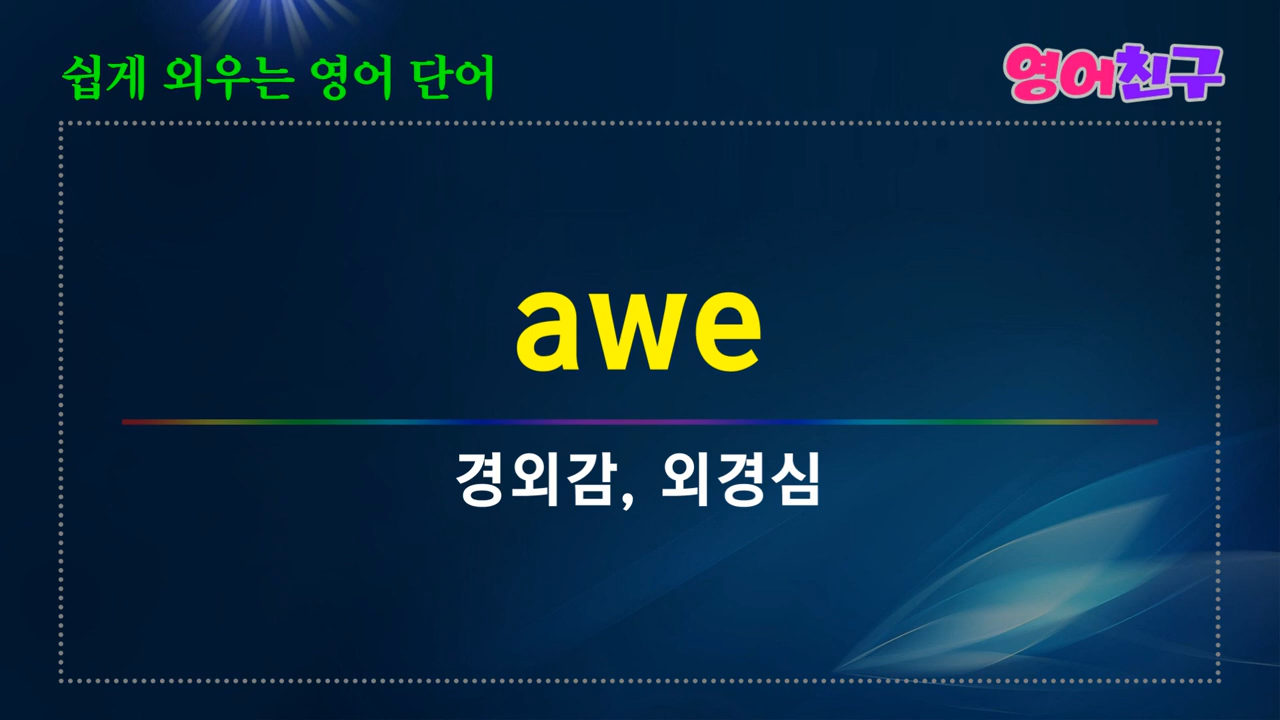 쉽게 외우는 영어 단어
영어친구
awe
경외감, 외경심